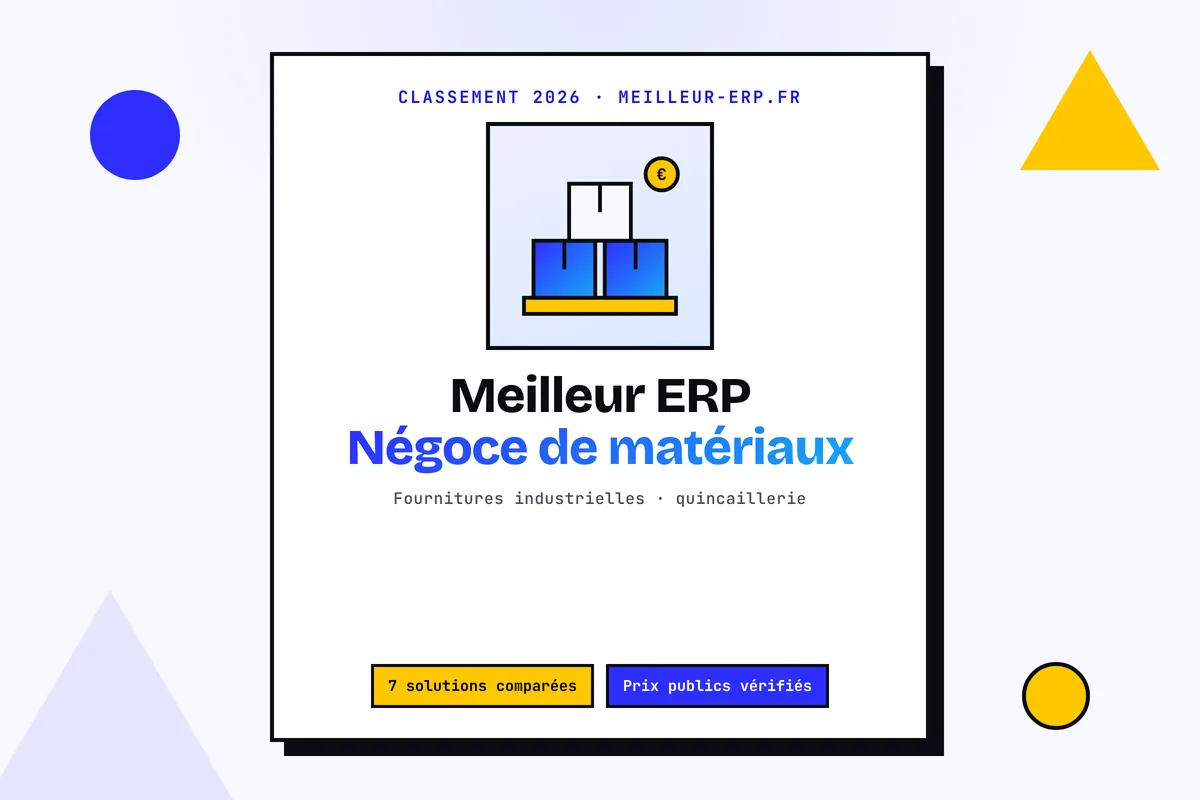 CLASSEMENT 2026 · MEILLEUR-ERP.FR
€
Meilleur ERP
Négoce de matériaux
Fournitures industrielles · quincaillerie
7 solutions comparées
Prix publics vérifiés